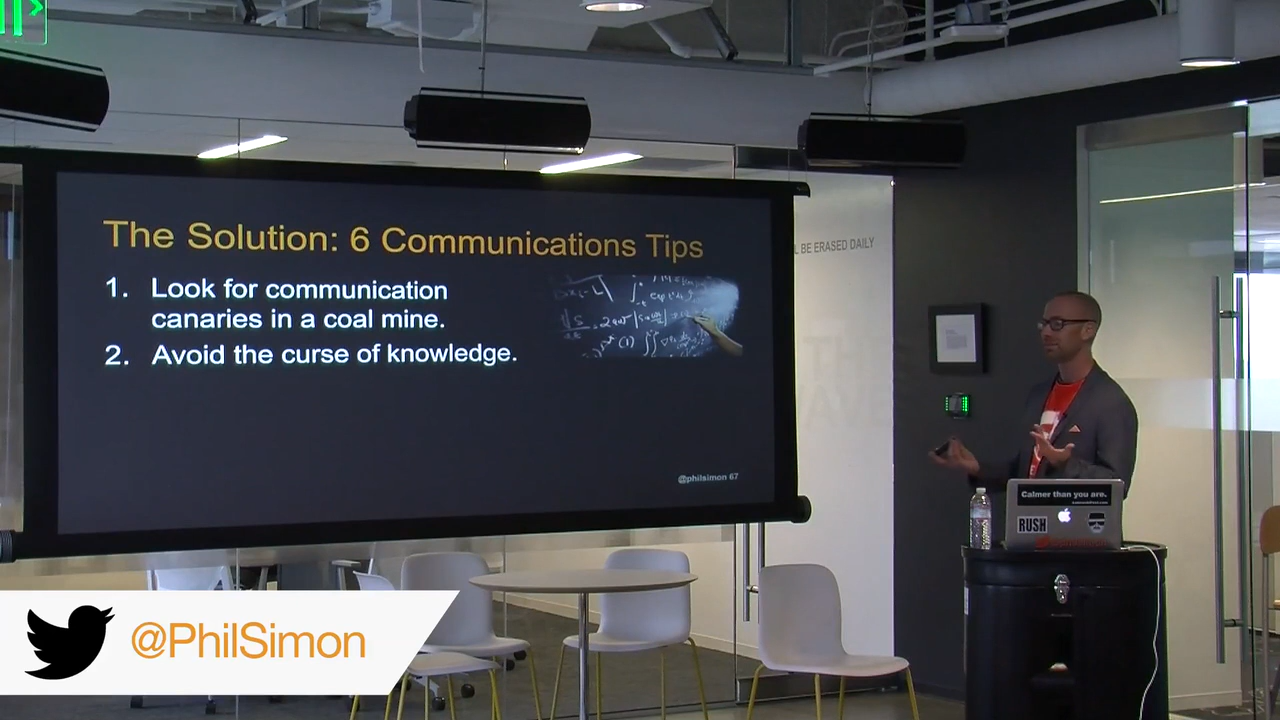 The Solution: 6 Communications Tips
1. Look for communication
canaries in a coal mine.
2. Avoid the curse of knowledge.
@philsimon 67
BE ERASED DAILY
Calmer than you are.
RUSH
@PhilSimon